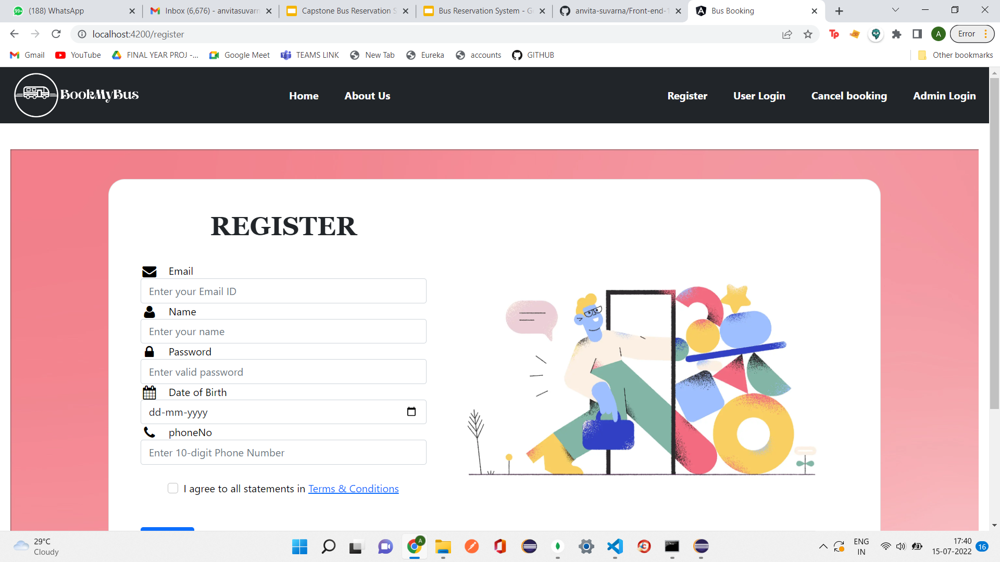 (188) WhatsApp
Inbox (6,676) - anvitasuvarn
Capstone Bus Reservation S
Bus Reservation System - G
anvita-suvarna/Front-end-1
Bus Booking
localhost:4200/register
Tp
A
Error
Gmail
YouTube
FINAL YEAR PROJ -...
Google Meet
TEAMS LINK
New Tab
Eureka
accounts
GITHUB
Other bookmarks
BookMyBus
Home
About Us
Register
User Login
Cancel booking
Admin Login
REGISTER
Email
Enter your Email ID
Name
Enter your name
Password
Enter valid password
Date of Birth
dd-mm-yyyy
phoneNo
Enter 10-digit Phone Number
I agree to all statements in Terms & Conditions
29°C
Cloudy
A
ENG
IN
17:40
15-07-2022
16